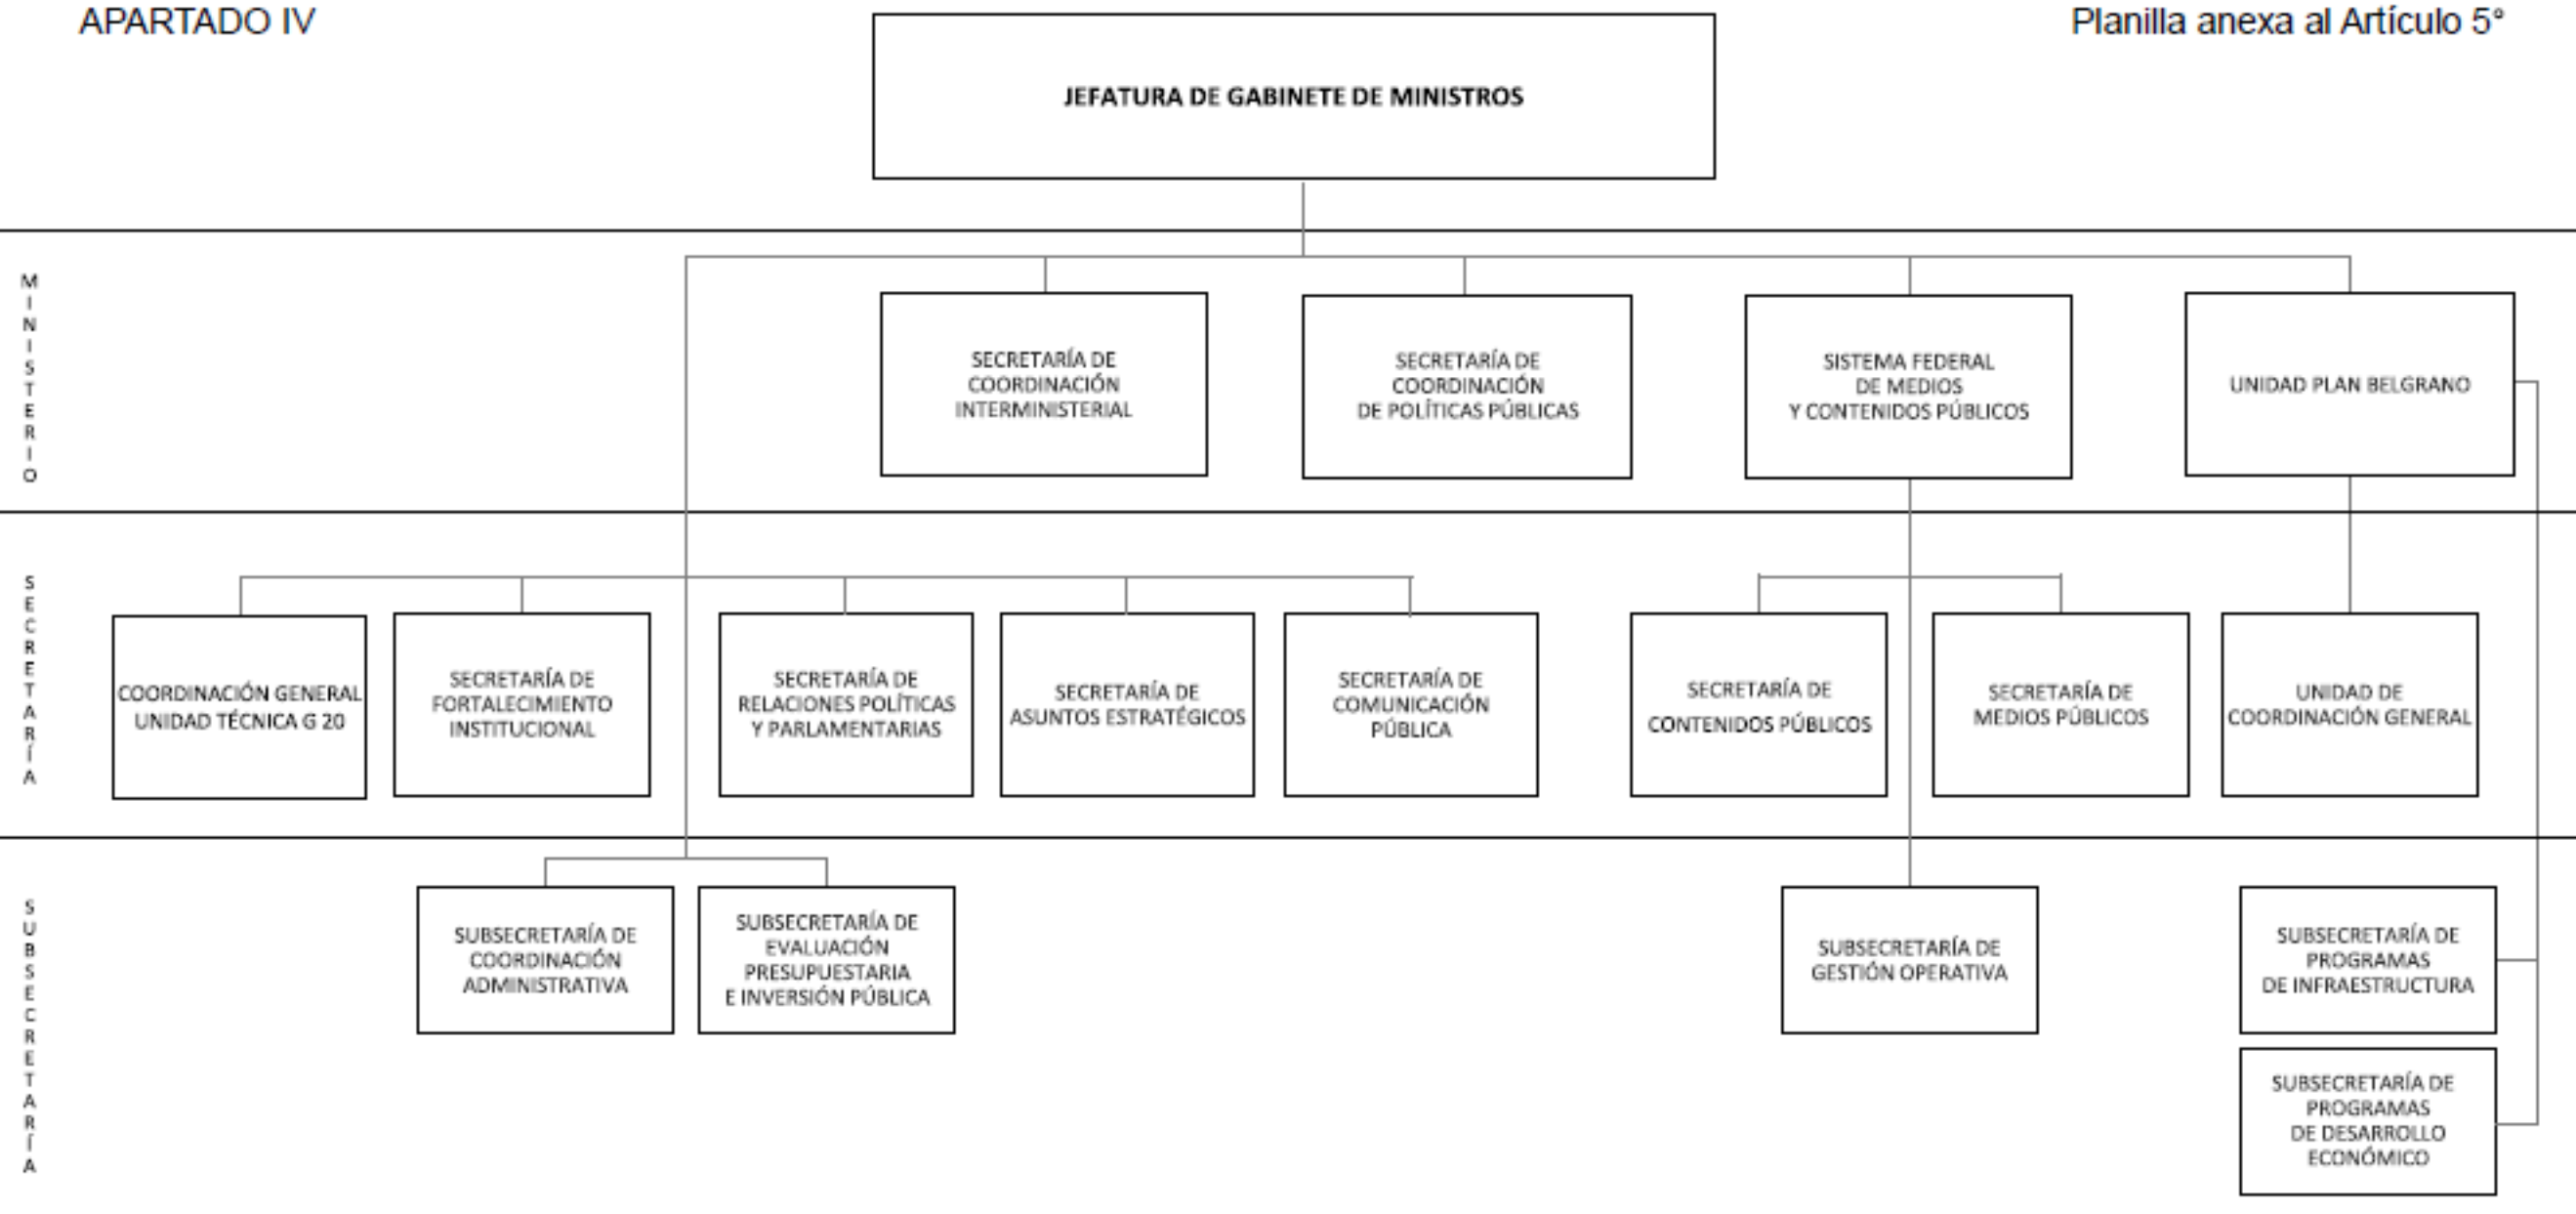 APARTADO IV
Planilla anexa al Artículo 5°
JEFATURA DE GABINETE DE MINISTROS
MINISTERIO
SECRETARÍA DE
COORDINACIÓN
INTERMINISTERIAL
SECRETARÍA DE
COORDINACIÓN
DE POLÍTICAS PÚBLICAS
SISTEMA FEDERAL
DE MEDIOS
Y CONTENIDOS PÚBLICOS
UNIDAD PLAN BELGRANO
SECRETARÍA
COORDINACIÓN GENERAL
UNIDAD TÉCNICA G 20
SECRETARÍA DE
FORTALECIMIENTO
INSTITUCIONAL
SECRETARÍA DE
RELACIONES POLÍTICAS
Y PARLAMENTARIAS
SECRETARÍA DE
ASUNTOS ESTRATÉGICOS
SECRETARÍA DE
COMUNICACIÓN
PÚBLICA
SECRETARÍA DE
CONTENIDOS PÚBLICOS
SECRETARÍA DE
MEDIOS PÚBLICOS
UNIDAD DE
COORDINACIÓN GENERAL
SUBSECRETARÍA
SUBSECRETARÍA DE
COORDINACIÓN
ADMINISTRATIVA
SUBSECRETARÍA DE
EVALUACIÓN
PRESUPUESTARIA
E INVERSIÓN PÚBLICA
SUBSECRETARÍA DE
GESTIÓN OPERATIVA
SUBSECRETARÍA DE
PROGRAMAS
DE INFRAESTRUCTURA
SUBSECRETARÍA DE
PROGRAMAS
DE DESARROLLO
ECONÓMICO